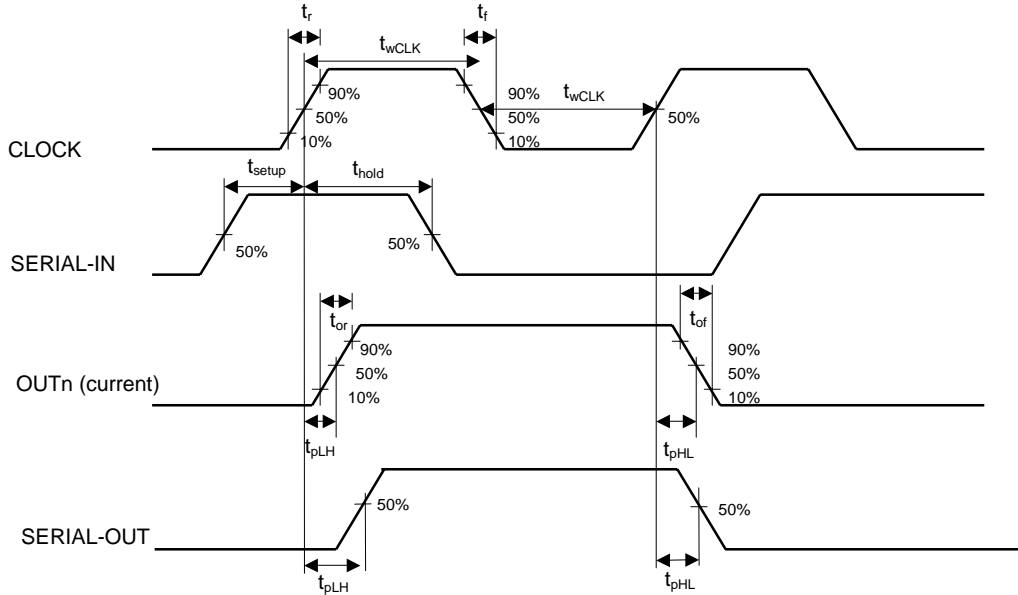 tr
tf
twCLK
90%
50%
10%
90%
50%
10%
twCLK
50%
CLOCK
tsetup
thold
50%
50%
SERIAL-IN
tor
tof
90%
50%
10%
90%
50%
10%
OUTn (current)
tpLH
tpHL
50%
50%
SERIAL-OUT
tpLH
tpHL